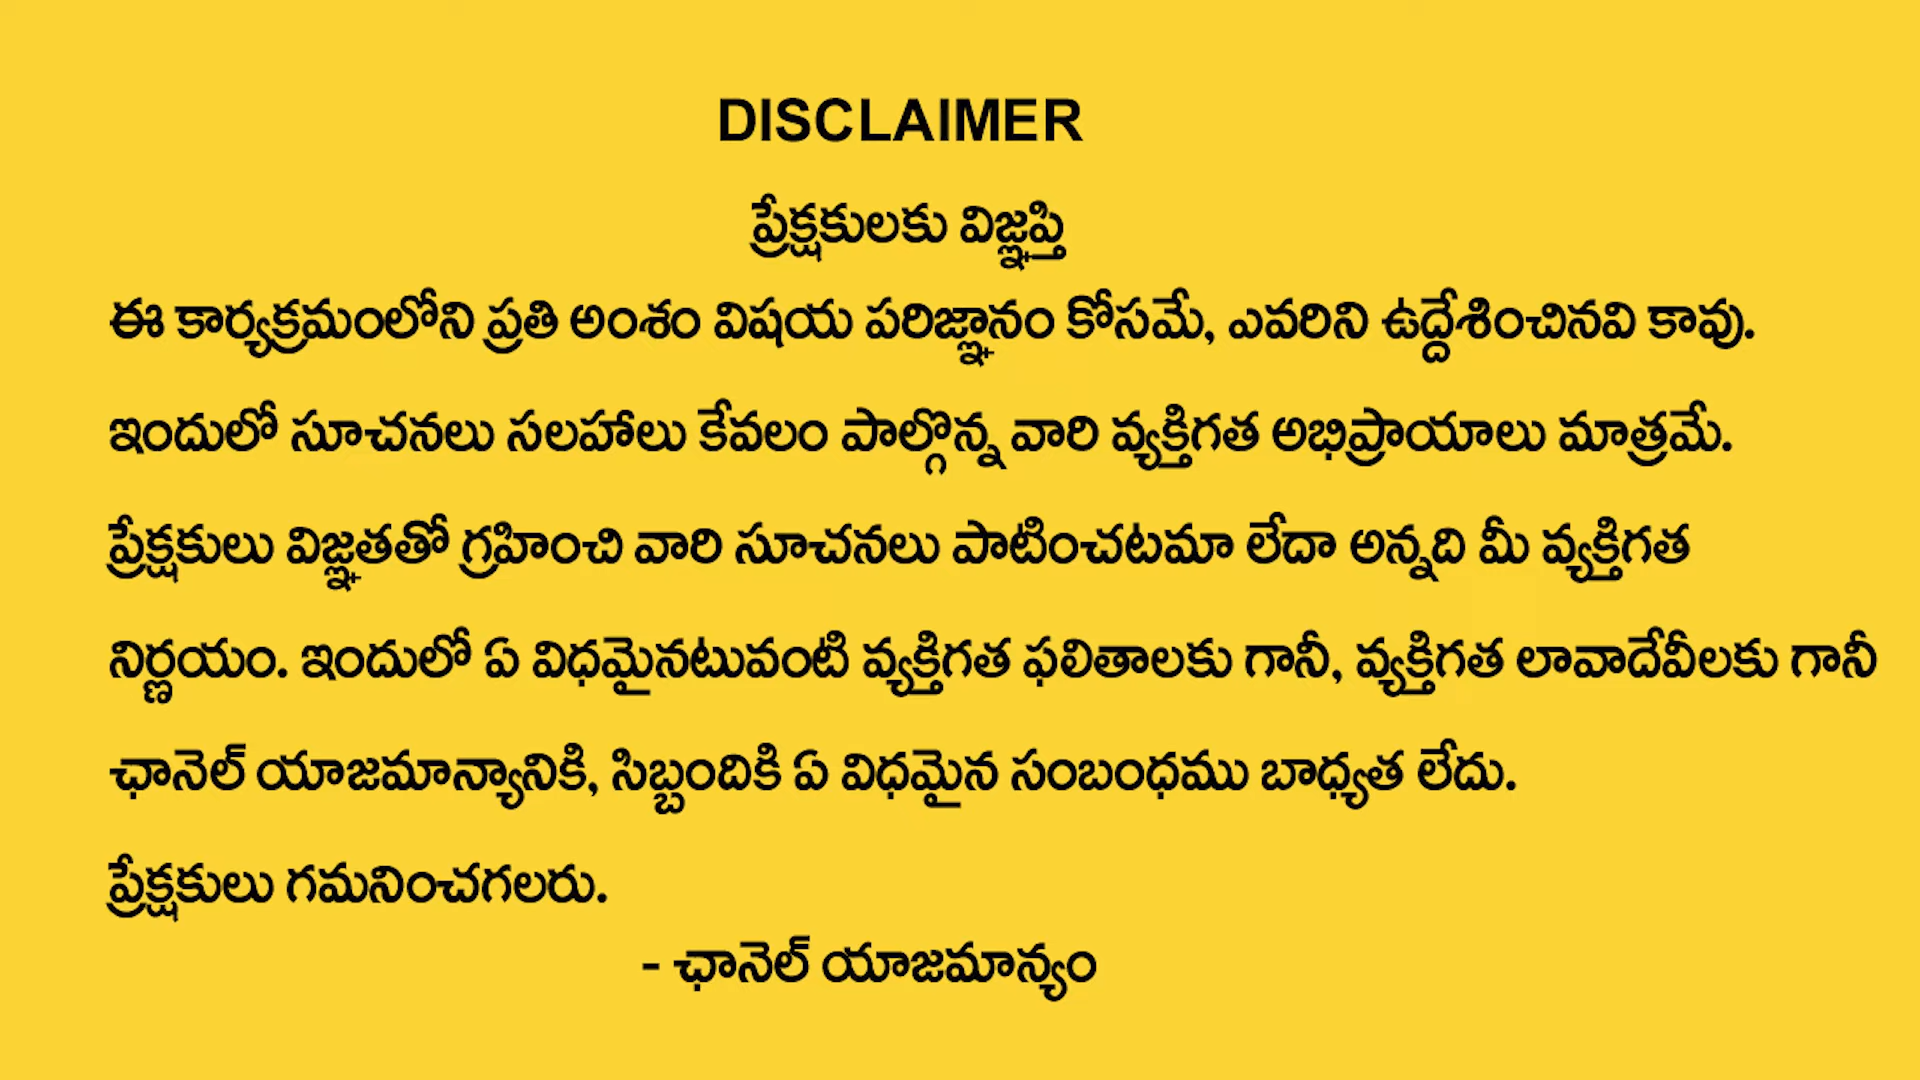 DISCLAIMER
ప్రేక్షకులకు విజ్ఞప్తి
ఈ కార్యక్రమంలోని ప్రతి అంశం విషయ పరిజ్ఞానం కోసమే, ఎవరిని ఉద్దేశించినవి కావు.
ఇందులో సూచనలు సలహాలు కేవలం పాల్గొన్న వారి వ్యక్తిగత అభిప్రాయాలు మాత్రమే.
ప్రేక్షకులు విజ్ఞతతో గ్రహించి వారి సూచనలు పాటించటమా లేదా అన్నది మీ వ్యక్తిగత
నిర్ణయం. ఇందులో ఏ విధమైనటువంటి వ్యక్తిగత ఫలితాలకు గానీ, వ్యక్తిగత లావాదేవీలకు గానీ
ఛానెల్ యాజమాన్యానికి, సిబ్బందికి ఏ విధమైన సంబంధము బాధ్యత లేదు.
ప్రేక్షకులు గమనించగలరు.
- ఛానెల్ యాజమాన్యం